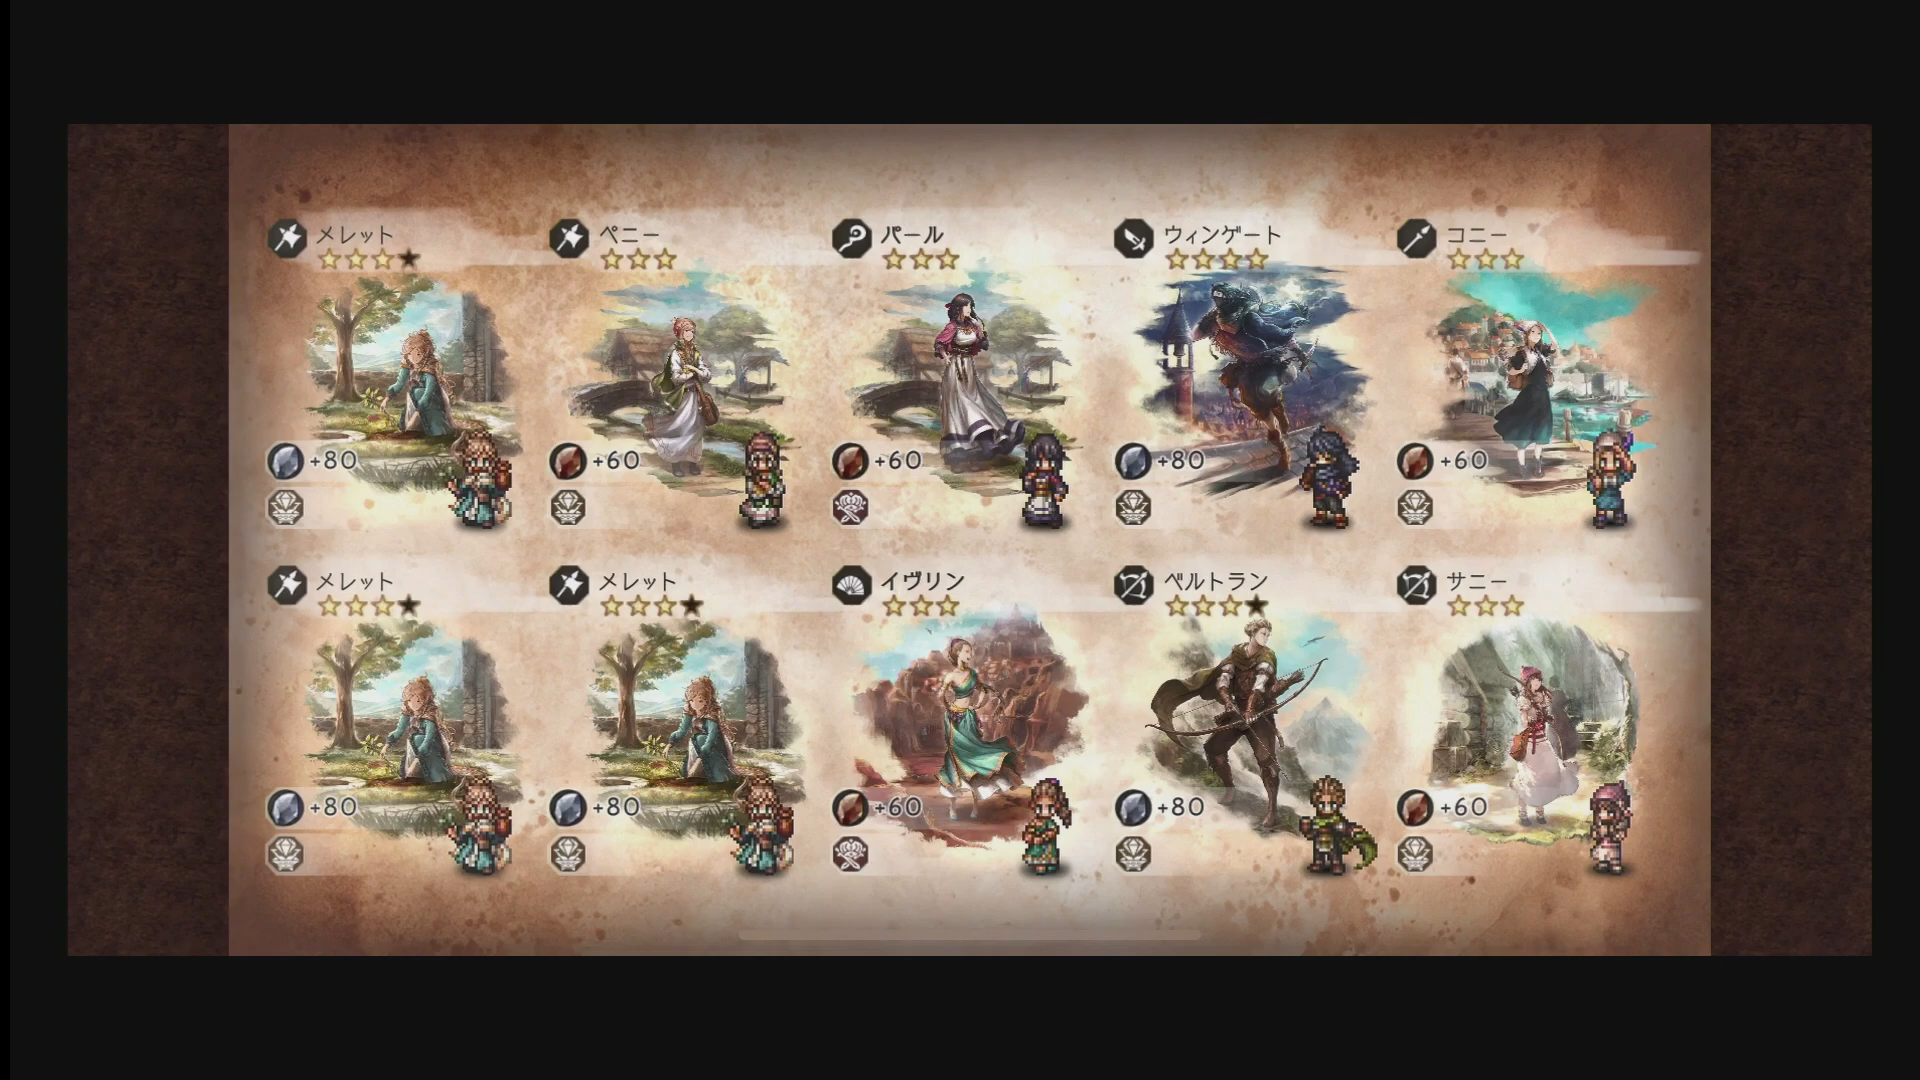 メレット
ペニー
パール
ウィンゲート
コニー
+80
+60
+60
+80
+60
メレット
メレット
イヴリン
ベルトラン
サニー
+80
+80
+60
+80
+60